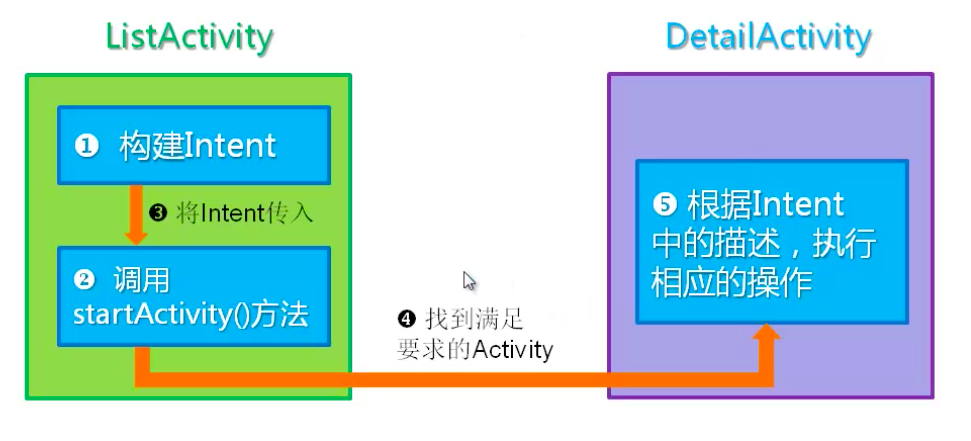 ListActivity
DetailActivity
❶ 构建Intent
❸ 将Intent传入
❷ 调用
startActivity()方法
❹ 找到满足
要求的Activity
❺ 根据Intent
中的描述，执行
相应的操作